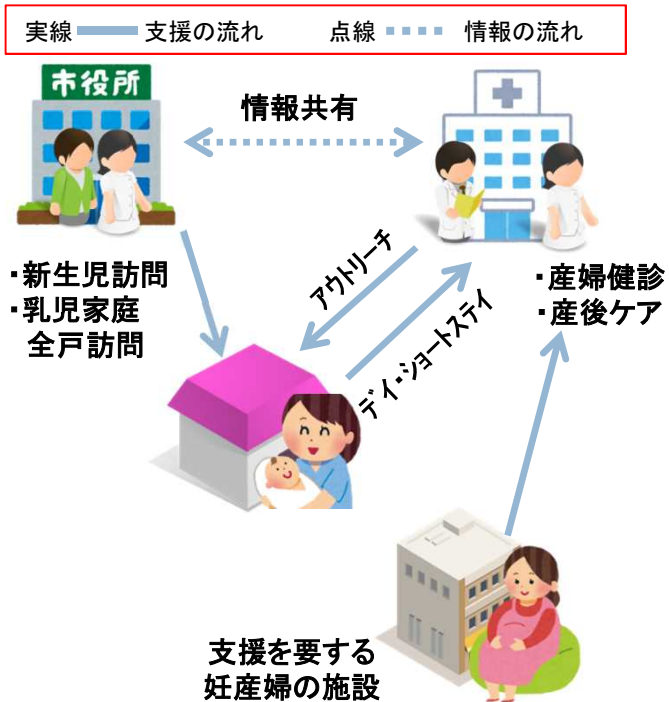 実線 支援の流れ 点線 情報の流れ
市役所
情報共有
・新生児訪問
・乳児家庭
全戸訪問
アウトリーチ
デイ・ショートステイ
・産婦健診
・産後ケア
支援を要する
妊産婦の施設